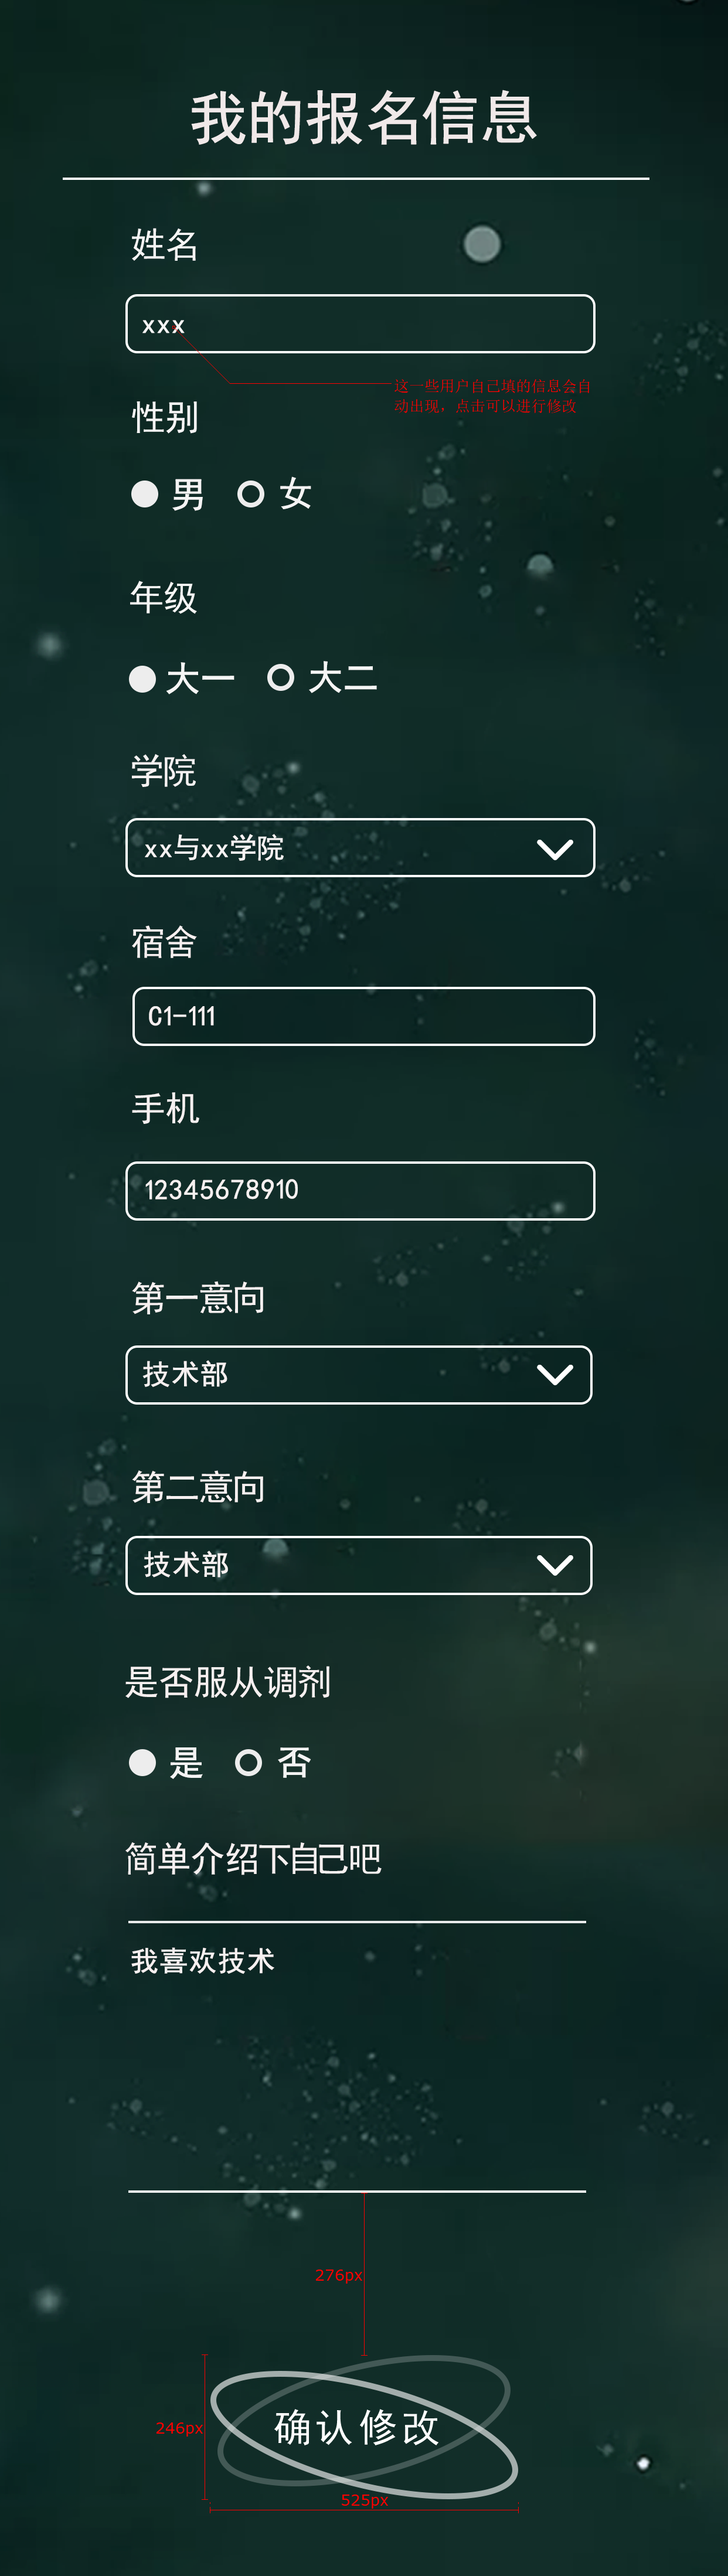 我的报名信息
姓名
xxx
这一些用户自己填的信息会自
动出现，点击可以进行修改
性别
男 女
年级
大一 大二
学院
xx与xx学院
宿舍
C1-111
手机
12345678910
第一意向
技术部
第二意向
技术部
是否服从调剂
是 否
简单介绍下自己吧
我喜欢技术
276px
246px
确认修改
525px